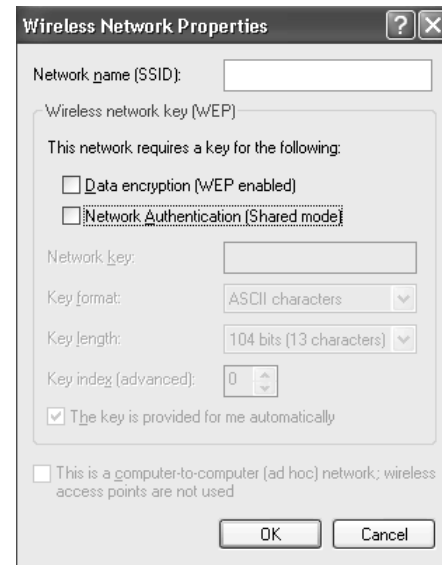 Wireless Network Properties
Network name (SSID):
Wireless network key (WEP)
This network requires a key for the following:
Data encryption (WEP enabled)
Network Authentication (Shared mode)
Network key:
Key format: ASCII characters
Key length: 104 bits (13 characters)
Key index (advanced): 0
The key is provided for me automatically
This is a computer-to-computer (ad hoc) network; wireless
access points are not used
OK Cancel